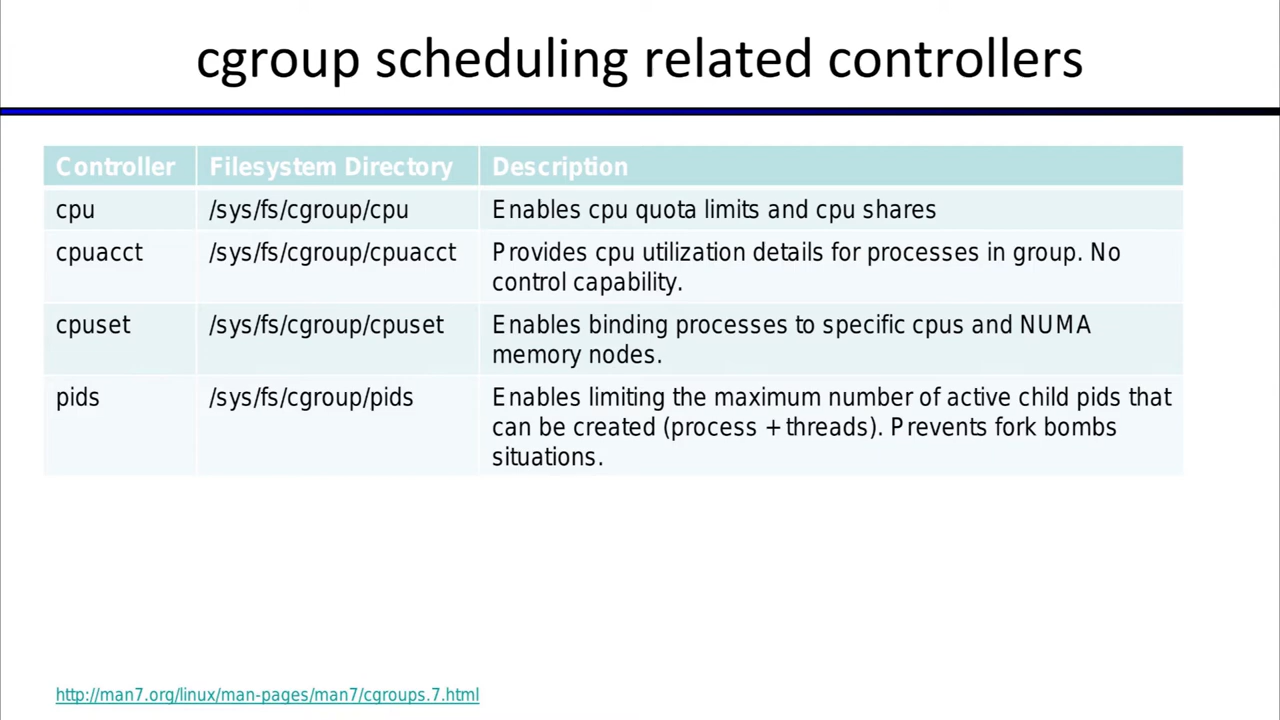 cgroup scheduling related controllers
Controller Filesystem Directory Description
cpu /sys/fs/cgroup/cpu Enables cpu quota limits and cpu shares
cpuacct /sys/fs/cgroup/cpuacct Provides cpu utilization details for processes in group. No
control capability.
cpuset /sys/fs/cgroup/cpuset Enables binding processes to specific cpus and NUMA
memory nodes.
pids /sys/fs/cgroup/pids Enables limiting the maximum number of active child pids that
can be created (process + threads). Prevents fork bombs
situations.
http://man7.org/linux/man-pages/man7/cgroups.7.html